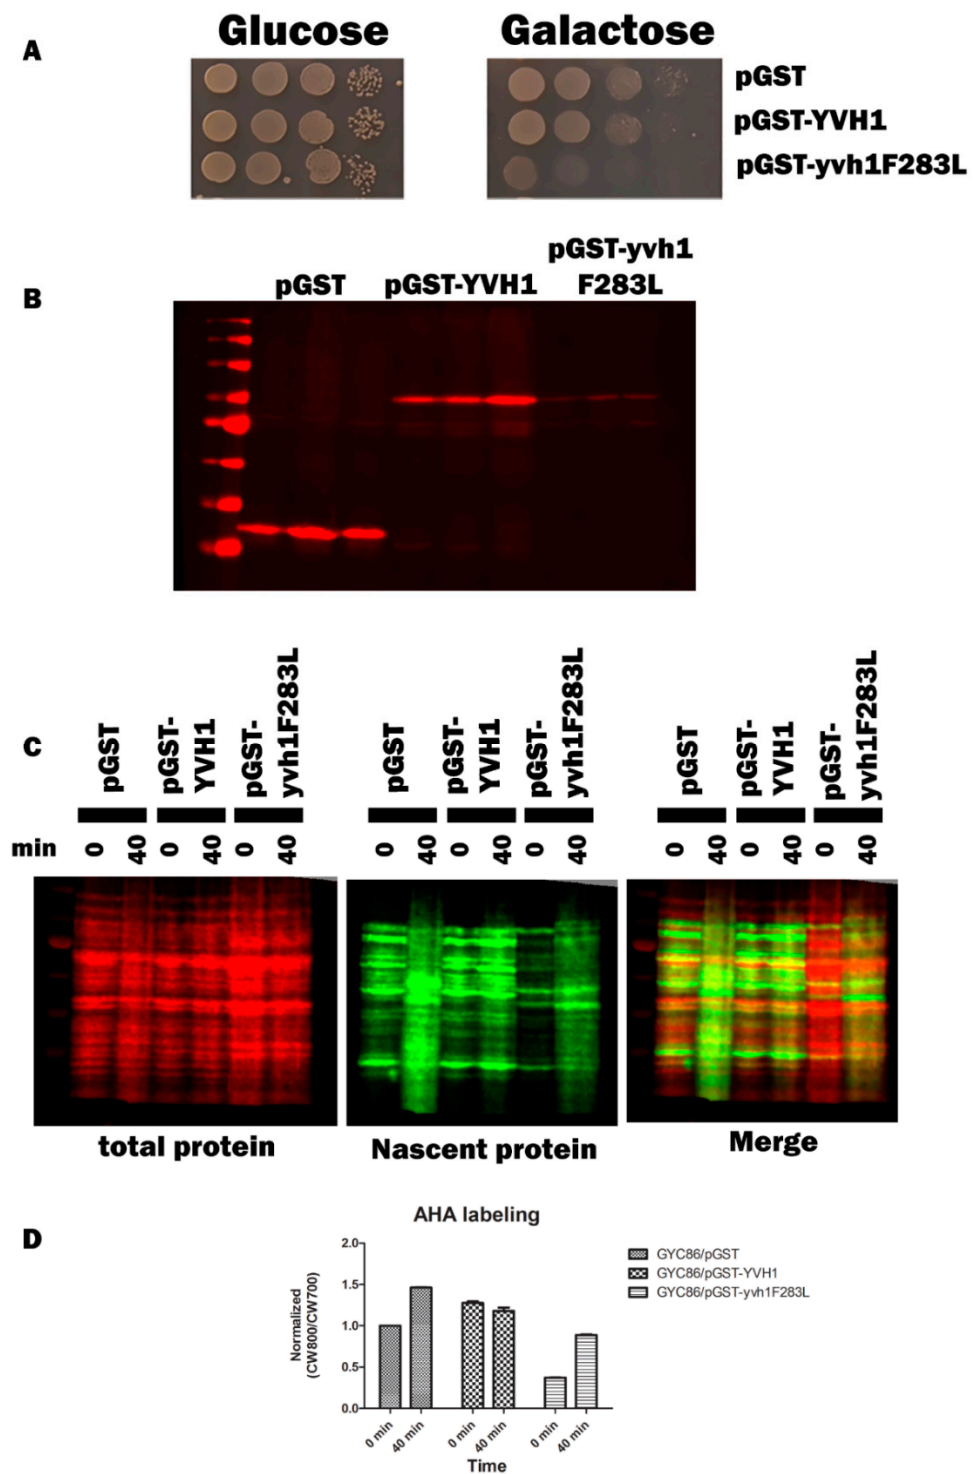 A
Glucose
Galactose
pGST
pGST-YVH1
pGST-yvh1F283L
B
pGST
pGST-YVH1
pGST-yvh1
F283L
C
pGST
pGST-
YVH1
pGST-
yvh1F283L
pGST
pGST-
YVH1
pGST-
yvh1F283L
pGST
pGST-
YVH1
pGST-
yvh1F283L
min
0
40
0
40
0
40
0
40
0
40
0
40
0
40
0
40
0
40
total protein
Nascent protein
Merge
D
AHA labeling
Normalized
(CW800/CW700)
2.0
1.5
1.0
0.5
0.0
0 min
40 min
0 min
40 min
0 min
40 min
Time
GYC86/pGST
GYC86/pGST-YVH1
GYC86/pGST-yvh1F283L